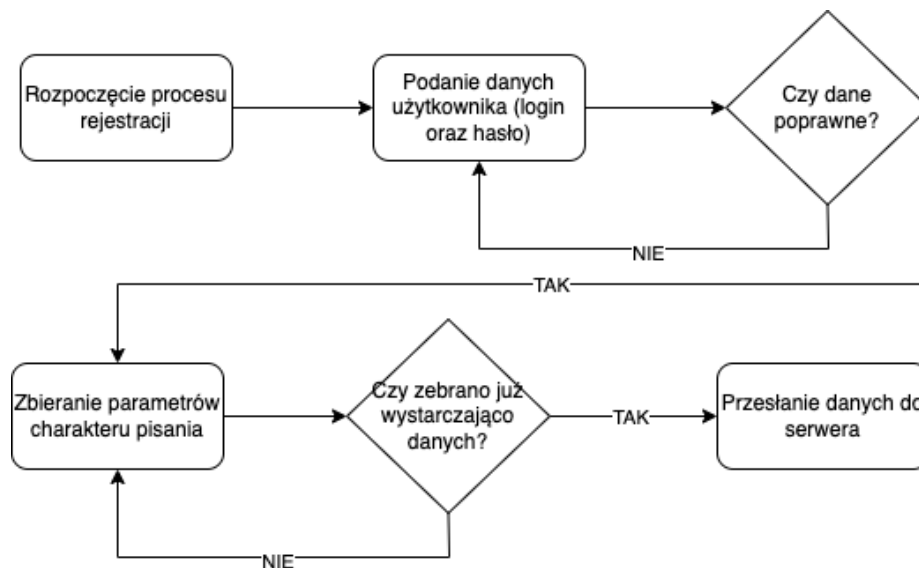 Rozpoczęcie procesu
rejestracji
Podanie danych
użytkownika (login
oraz hasło)
Czy dane
poprawne?
NIE
TAK
Zbieranie parametrów
charakteru pisania
Czy zebrano już
wystarczająco
danych?
TAK
Przesłanie danych do
serwera
NIE